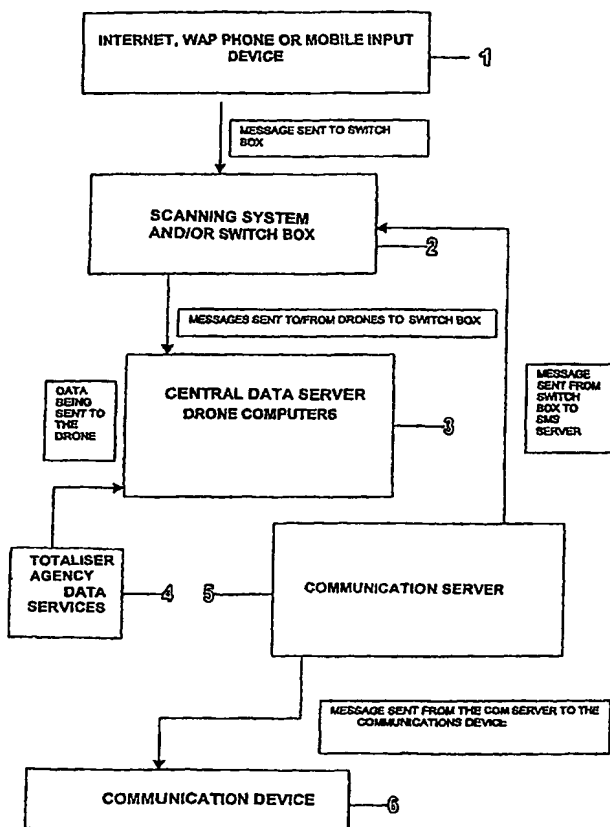 INTERNET, WAP PHONE OR MOBILE INPUT
DEVICE
1
MESSAGE SENT TO SWITCH
BOX
SCANNING SYSTEM
AND/OR SWITCH BOX
2
MESSAGES SENT TO/FROM DRONES TO SWITCH BOX
DATA
BEING
SENT TO
THE
DRONE
CENTRAL DATA SERVER
DRONE COMPUTERS
3
MESSAGE
SENT FROM
SWITCH
BOX TO
SMS
SERVER
TOTALISER
AGENCY
DATA
SERVICES
4
5
COMMUNICATION SERVER
MESSAGE SENT FROM THE COM SERVER TO THE
COMMUNICATIONS DEVICE
COMMUNICATION DEVICE
6